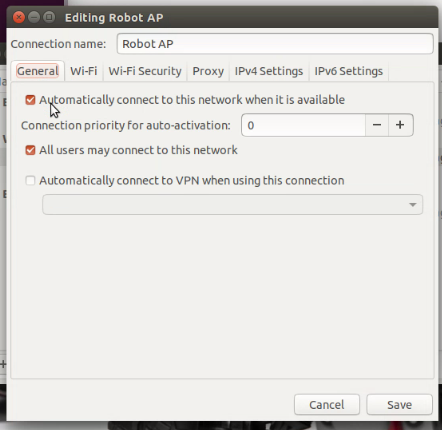 Editing Robot AP
Connection name: Robot AP
General Wi-Fi Wi-Fi Security Proxy IPv4 Settings IPv6 Settings
Automatically connect to this network when it is available
Connection priority for auto-activation: 0 − +
All users may connect to this network
Automatically connect to VPN when using this connection
Cancel Save